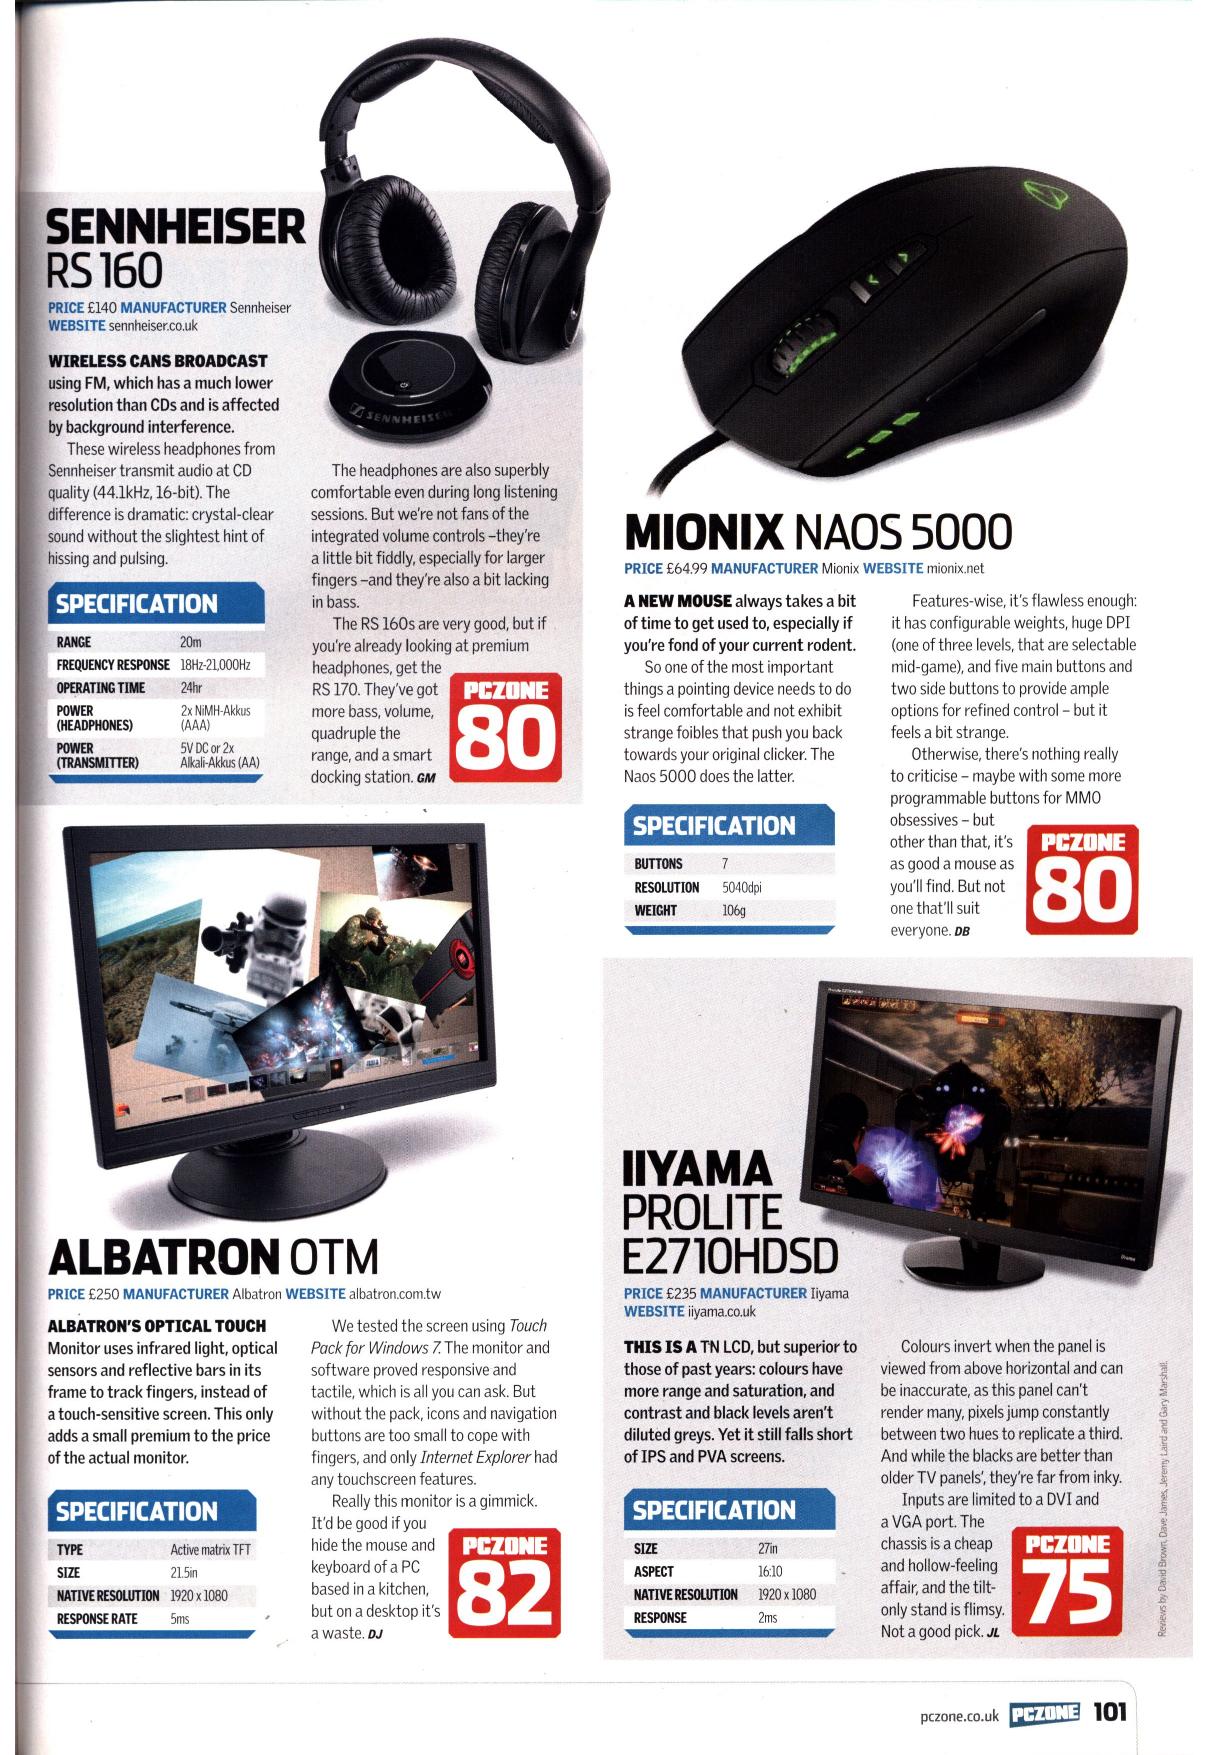 SENNHEISER
RS 160
PRICE £140 MANUFACTURER Sennheiser
WEBSITE sennheiser.co.uk
WIRELESS CANS BROADCAST
using FM, which has a much lower
resolution than CDs and is affected
by background interference.
These wireless headphones from
Sennheiser transmit audio at CD
quality (44.1kHz, 16-bit). The
difference is dramatic: crystal-clear
sound without the slightest hint of
hissing and pulsing.
SPECIFICATION
RANGE 20m
FREQUENCY RESPONSE 18Hz-21,000Hz
OPERATING TIME 24hr
POWER (HEADPHONES) 2x NiMH-Akkus (AAA)
POWER (TRANSMITTER) 5V DC or 2x Alkali-Akkus (AA)
SENNHEISER
The headphones are also superbly
comfortable even during long listening
sessions. But we're not fans of the
integrated volume controls –they're
a little bit fiddly, especially for larger
fingers –and they're also a bit lacking
in bass.
The RS 160s are very good, but if
you're already looking at premium
headphones, get the
RS 170. They've got
more bass, volume,
quadruple the
range, and a smart
docking station. GM
PCZONE
80
MIONIX NAOS 5000
PRICE £64.99 MANUFACTURER Mionix WEBSITE mionix.net
A NEW MOUSE always takes a bit
of time to get used to, especially if
you're fond of your current rodent.
So one of the most important
things a pointing device needs to do
is feel comfortable and not exhibit
strange foibles that push you back
towards your original clicker. The
Naos 5000 does the latter.
SPECIFICATION
BUTTONS 7
RESOLUTION 5040dpi
WEIGHT 106g
Features-wise, it's flawless enough:
it has configurable weights, huge DPI
(one of three levels, that are selectable
mid-game), and five main buttons and
two side buttons to provide ample
options for refined control – but it
feels a bit strange.
Otherwise, there's nothing really
to criticise – maybe with some more
programmable buttons for MMO
obsessives – but
other than that, it's
as good a mouse as
you'll find. But not
one that'll suit
everyone. DB
PCZONE
80
ALBATRON OTM
PRICE £250 MANUFACTURER Albatron WEBSITE albatron.com.tw
ALBATRON'S OPTICAL TOUCH
Monitor uses infrared light, optical
sensors and reflective bars in its
frame to track fingers, instead of
a touch-sensitive screen. This only
adds a small premium to the price
of the actual monitor.
SPECIFICATION
TYPE Active matrix TFT
SIZE 21.5in
NATIVE RESOLUTION 1920 x 1080
RESPONSE RATE 5ms
We tested the screen using Touch
Pack for Windows 7. The monitor and
software proved responsive and
tactile, which is all you can ask. But
without the pack, icons and navigation
buttons are too small to cope with
fingers, and only Internet Explorer had
any touchscreen features.
Really this monitor is a gimmick.
It'd be good if you
hide the mouse and
keyboard of a PC
based in a kitchen,
but on a desktop it's
a waste. DJ
PCZONE
82
IIYAMA
PROLITE
E2710HDSD
PRICE £235 MANUFACTURER Iiyama
WEBSITE iiyama.co.uk
THIS IS A TN LCD, but superior to
those of past years: colours have
more range and saturation, and
contrast and black levels aren't
diluted greys. Yet it still falls short
of IPS and PVA screens.
SPECIFICATION
SIZE 27in
ASPECT 16:10
NATIVE RESOLUTION 1920 x 1080
RESPONSE 2ms
Colours invert when the panel is
viewed from above horizontal and can
be inaccurate, as this panel can't
render many, pixels jump constantly
between two hues to replicate a third.
And while the blacks are better than
older TV panels', they're far from inky.
Inputs are limited to a DVI and
a VGA port. The
chassis is a cheap
and hollow-feeling
affair, and the tilt-
only stand is flimsy.
Not a good pick. JL
PCZONE
75
Reviews by David Brown, Dave James, Jeremy Laird and Gary Marshall.
pczone.co.uk PCZONE 101